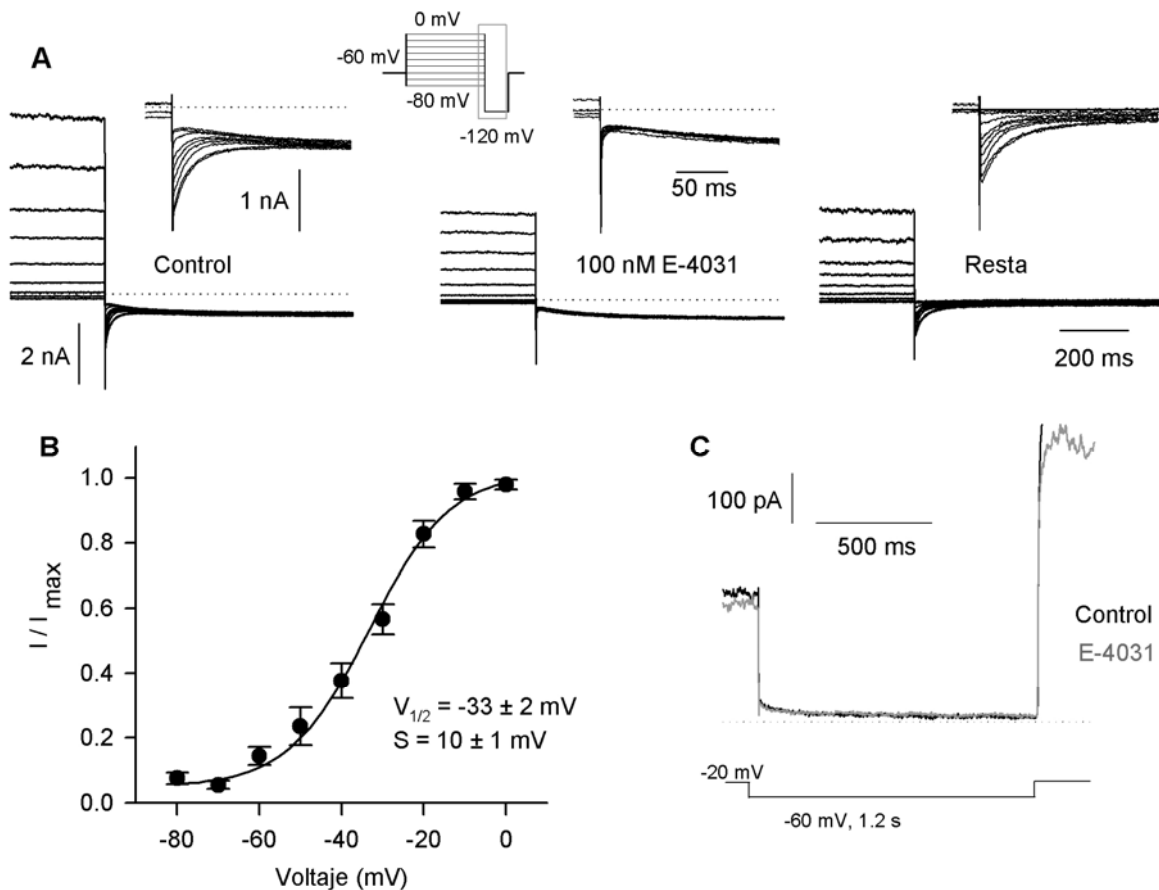 A
0 mV
-60 mV
-80 mV
-120 mV
1 nA
50 ms
Control
100 nM E-4031
Resta
2 nA
200 ms
B
I / Imax
1.0
0.8
0.6
0.4
0.2
0.0
V1/2 = -33 ± 2 mV
S = 10 ± 1 mV
-80 -60 -40 -20 0
Voltaje (mV)
C
100 pA
500 ms
Control
E-4031
-20 mV
-60 mV, 1.2 s